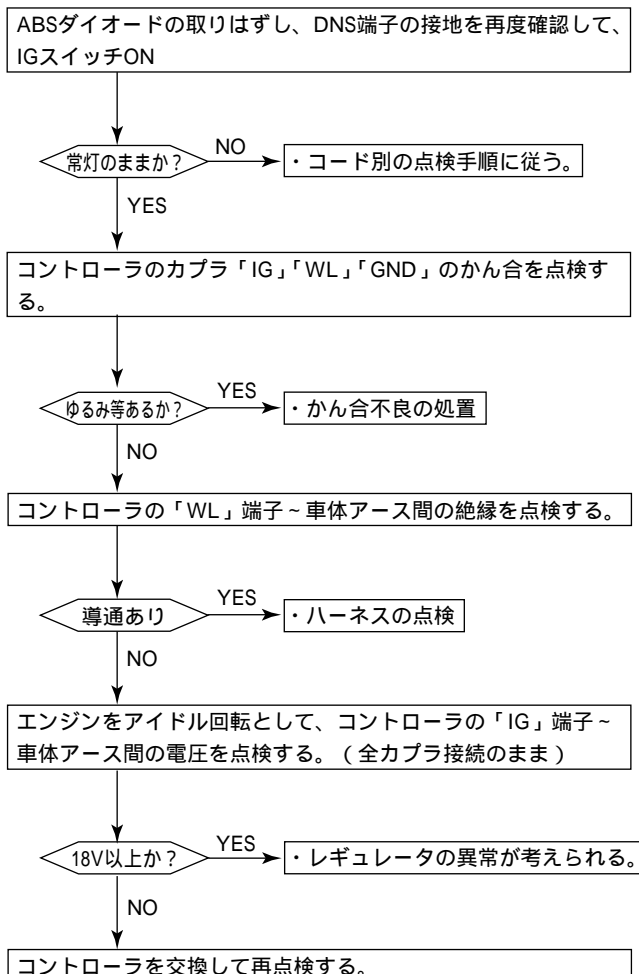 ABSダイオードの取りはずし、DNS端子の接地を再度確認して、
IGスイッチON
常灯のままか？
NO
・コード別の点検手順に従う。
YES
コントローラのカプラ「IG」「WL」「GND」のかん合を点検す
る。
ゆるみ等あるか？
YES
・かん合不良の処置
NO
コントローラの「WL」端子～車体アース間の絶縁を点検する。
導通あり
YES
・ハーネスの点検
NO
エンジンをアイドル回転として、コントローラの「IG」端子～
車体アース間の電圧を点検する。（全カプラ接続のまま）
18V以上か？
YES
・レギュレータの異常が考えられる。
NO
コントローラを交換して再点検する。